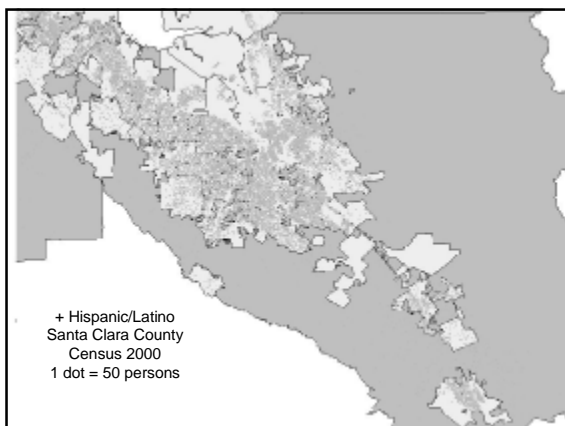 + Hispanic/Latino
Santa Clara County
Census 2000
1 dot = 50 persons